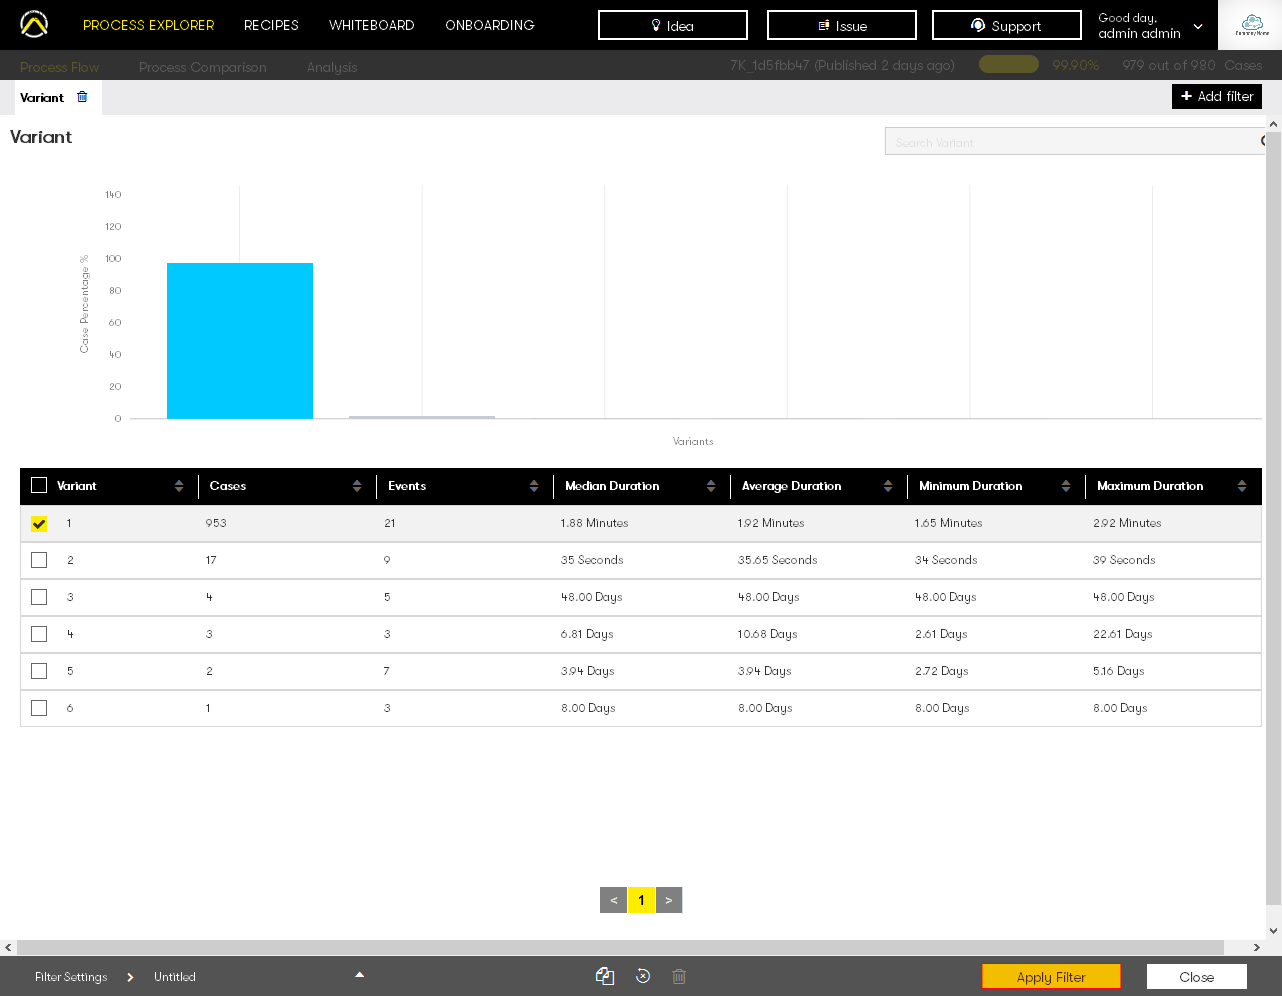 PROCESS EXPLORER RECIPES WHITEBOARD ONBOARDING Idea Issue Support Good day,
admin admin
Company Name
Process Flow Process Comparison Analysis 7K_1d5fbb47 (Published 2 days ago) 99.90% 979 out of 980 Cases
Variant + Add filter
Variant
Search Variant
140
120
100
80
60
40
20
0
Case Percentage %
Variants
Variant Cases Events Median Duration Average Duration Minimum Duration Maximum Duration
1 953 21 1.88 Minutes 1.92 Minutes 1.65 Minutes 2.92 Minutes
2 17 9 35 Seconds 35.65 Seconds 34 Seconds 39 Seconds
3 4 5 48.00 Days 48.00 Days 48.00 Days 48.00 Days
4 3 3 6.81 Days 10.68 Days 2.61 Days 22.61 Days
5 2 7 3.94 Days 3.94 Days 2.72 Days 5.16 Days
6 1 3 8.00 Days 8.00 Days 8.00 Days 8.00 Days
< 1 >
Filter Settings Untitled Apply Filter Close